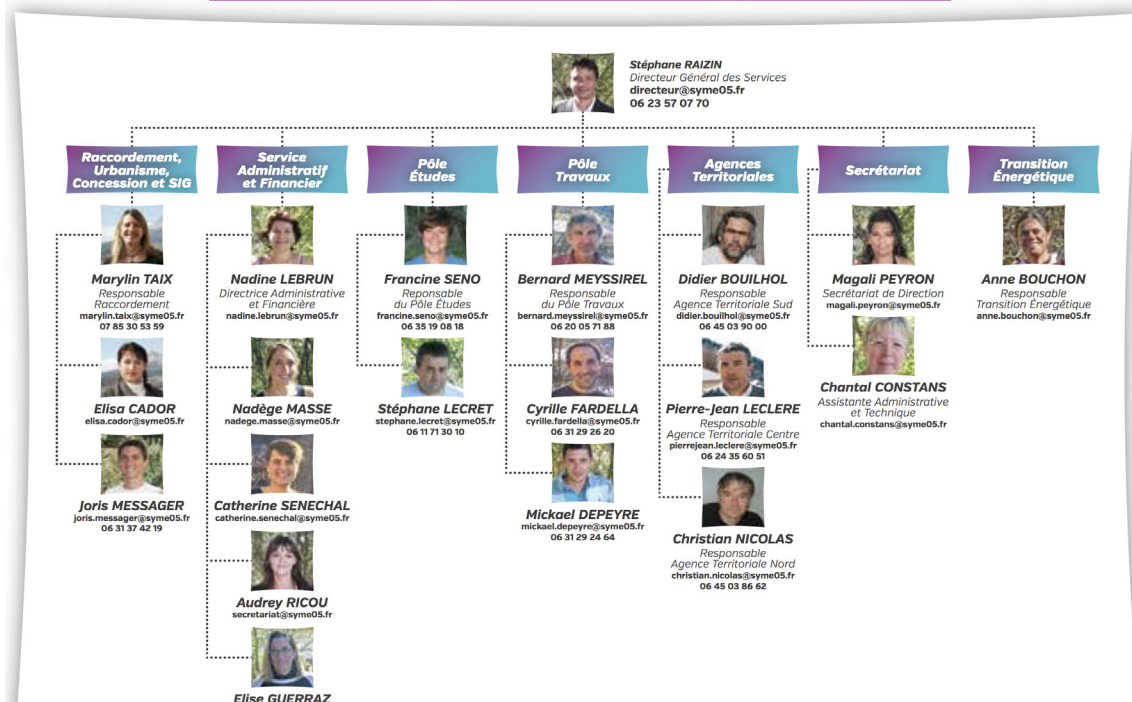 Stéphane RAIZIN
Directeur Général des Services
directeur@syme05.fr
06 23 57 07 70
Raccordement,
Urbanisme,
Concession et SIG
Marylin TAIX
Responsable
Raccordement
marylin.taix@syme05.fr
07 85 30 53 59
Elisa CADOR
elisa.cador@syme05.fr
Joris MESSAGER
joris.messager@syme05.fr
06 31 37 42 19
Service
Administratif
et Financier
Nadine LEBRUN
Directrice Administrative
et Financière
nadine.lebrun@syme05.fr
Nadège MASSE
nadege.masse@syme05.fr
Catherine SENECHAL
catherine.senechal@syme05.fr
Audrey RICOU
secretariat@syme05.fr
Elise GUERRAZ
Pôle
Études
Francine SENO
Reponsable
du Pôle Études
francine.seno@syme05.fr
06 35 19 08 18
Stéphane LECRET
stephane.lecret@syme05.fr
06 11 71 30 10
Pôle
Travaux
Bernard MEYSSIREL
Responsable
du Pôle Travaux
bernard.meyssirel@syme05.fr
06 20 05 71 88
Cyrille FARDELLA
cyrille.fardella@syme05.fr
06 31 29 26 20
Mickael DEPEYRE
mickael.depeyre@syme05.fr
06 31 29 24 64
Agences
Territoriales
Didier BOUILHOL
Responsable
Agence Territoriale Sud
didier.bouilhol@syme05.fr
06 45 03 90 00
Pierre-Jean LECLERE
Responsable
Agence Territoriale Centre
pierrejean.leclere@syme05.fr
06 24 35 60 51
Christian NICOLAS
Responsable
Agence Territoriale Nord
christian.nicolas@syme05.fr
06 45 03 86 62
Secrétariat
Magali PEYRON
Secrétariat de Direction
magali.peyron@syme05.fr
Chantal CONSTANS
Assistante Administrative
et Technique
chantal.constans@syme05.fr
Transition
Énergétique
Anne BOUCHON
Responsable
Transition Énergétique
anne.bouchon@syme05.fr